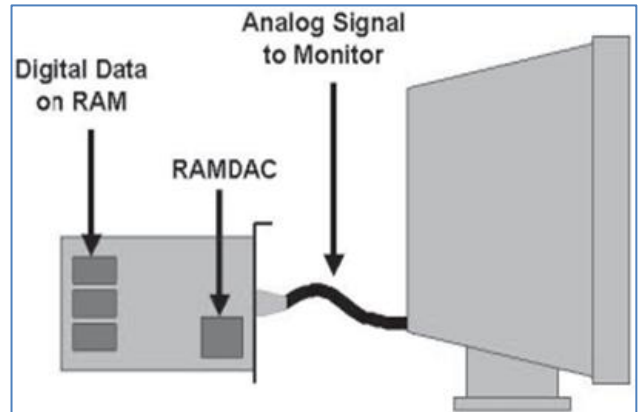 Analog Signal
to Monitor
Digital Data
on RAM
RAMDAC